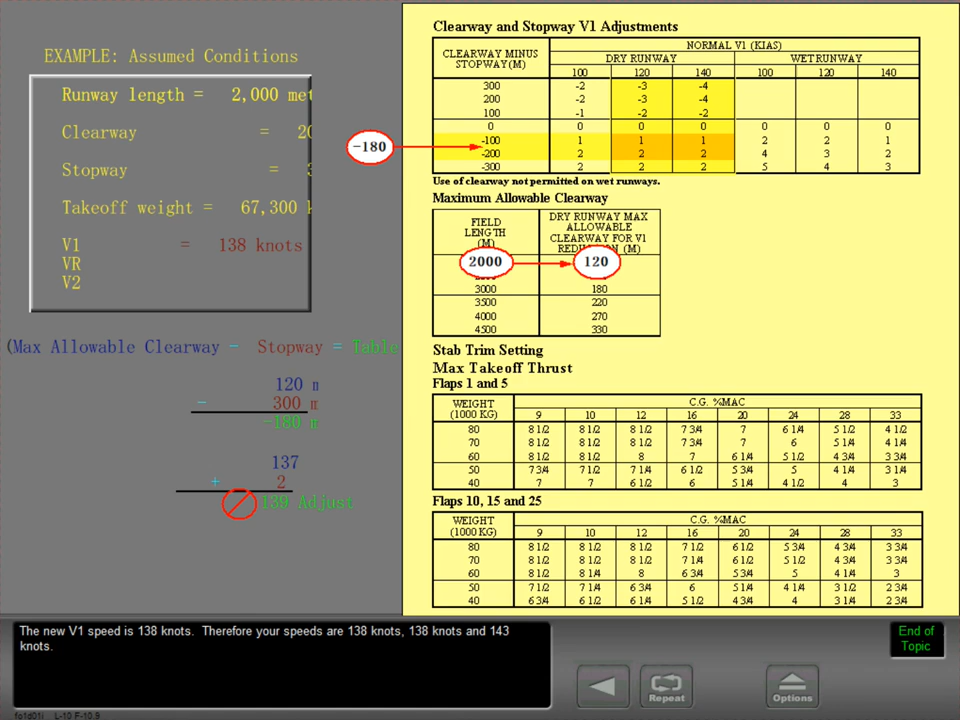 EXAMPLE: Assumed Conditions
Runway length = 2,000 met
Clearway = 20
Stopway = 3
Takeoff weight = 67,300 k
V1 = 138 knots
VR
V2
(Max Allowable Clearway - Stopway = Table
120 m
- 300 m
-180 m
137
+ 2
139 Adjust
-180
Clearway and Stopway V1 Adjustments
CLEARWAY MINUS STOPWAY(M) NORMAL V1 (KIAS)
DRY RUNWAY WET RUNWAY
100 120 140 100 120 140
300 -2 -3 -4
200 -2 -3 -4
100 -1 -2 -2
0 0 0 0 0 0 0
-100 1 1 1 2 2 1
-200 2 2 2 4 3 2
-300 2 2 2 5 4 3
Use of clearway not permitted on wet runways.
Maximum Allowable Clearway
FIELD LENGTH (M) DRY RUNWAY MAX ALLOWABLE CLEARWAY FOR V1 (M)
2000 120
3000 180
3500 220
4000 270
4500 330
Stab Trim Setting
Max Takeoff Thrust
Flaps 1 and 5
WEIGHT (1000 KG) C.G. %MAC
9 10 12 16 20 24 28 33
80 8 1/2 8 1/2 8 1/2 7 3/4 7 6 1/4 5 1/2 4 1/2
70 8 1/2 8 1/2 8 1/2 7 3/4 7 6 5 1/4 4 1/4
60 8 1/2 8 1/2 8 7 6 1/4 5 1/2 4 3/4 3 3/4
50 7 3/4 7 1/2 7 1/4 6 1/2 5 3/4 5 4 1/4 3 1/4
40 7 7 6 1/2 6 5 1/4 4 1/2 4 3
Flaps 10, 15 and 25
WEIGHT (1000 KG) C.G. %MAC
9 10 12 16 20 24 28 33
80 8 1/2 8 1/2 8 1/2 7 1/2 6 1/2 5 3/4 4 3/4 3 3/4
70 8 1/2 8 1/2 8 1/2 7 1/4 6 1/2 5 1/2 4 3/4 3 3/4
60 8 1/2 8 1/4 8 6 3/4 5 3/4 5 4 1/4 3
50 7 1/2 7 1/4 6 3/4 6 5 1/4 4 1/4 3 1/2 2 3/4
40 6 3/4 6 1/2 6 1/4 5 1/2 4 3/4 4 3 1/4 2 3/4
The new V1 speed is 138 knots. Therefore your speeds are 138 knots, 138 knots and 143
knots.
End of
Topic
Repeat
Options
fo1d01i L-10 F-10.9